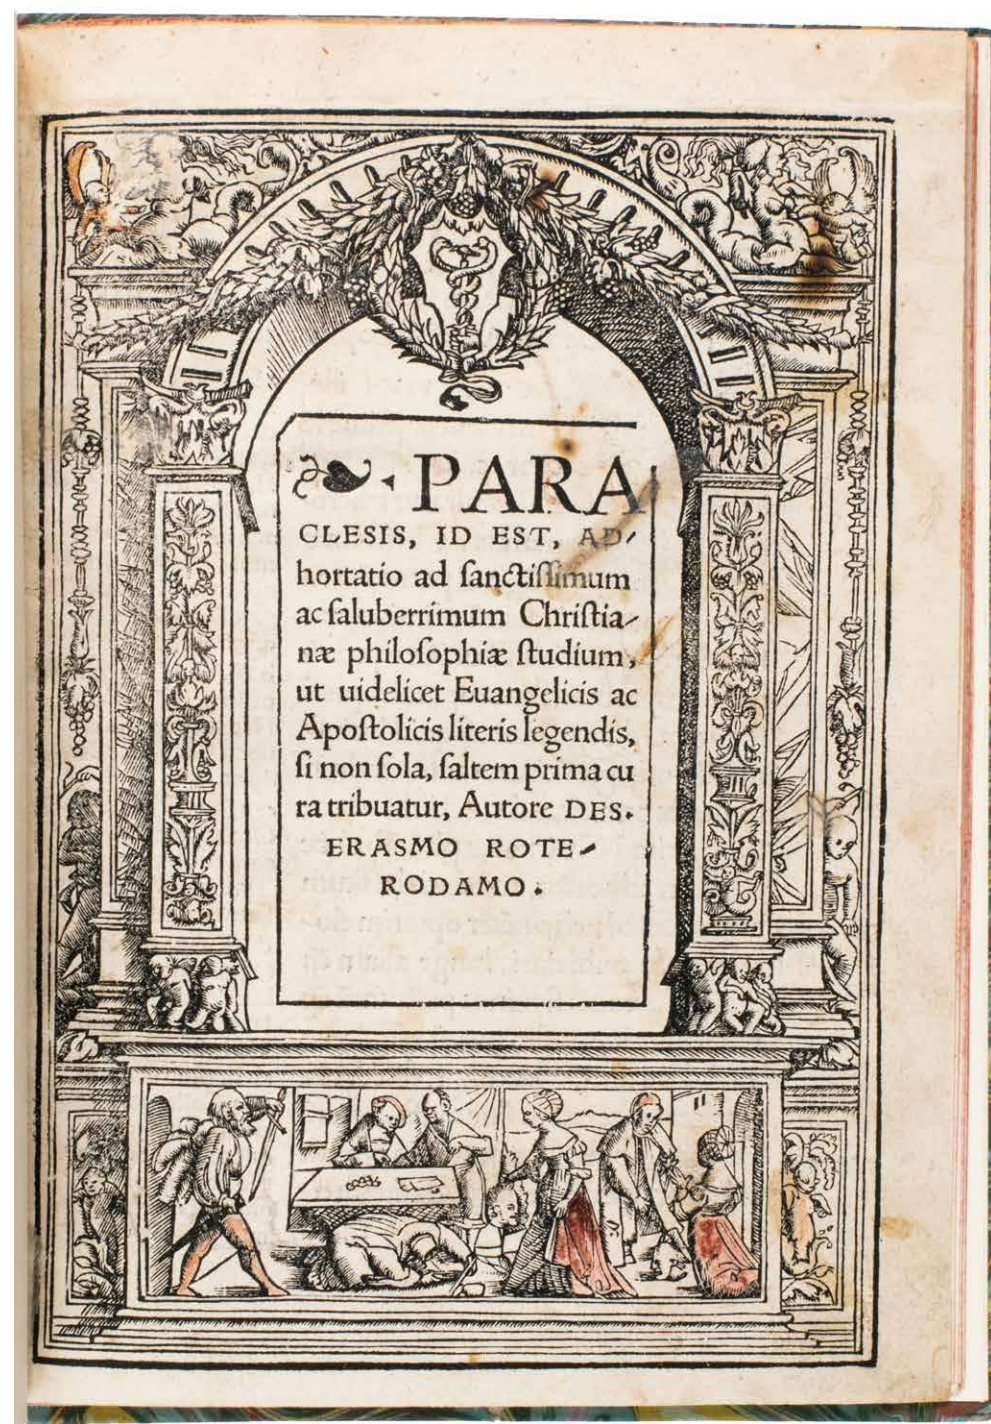 PARA
CLESIS, ID EST, AD-
hortatio ad ſanctiſſimum
ac ſaluberrimum Chriſtia-
næ philoſophiæ ſtudium,
ut uidelicet Euangelicis ac
Apoſtolicis literis legendis,
ſi non ſola, ſaltem prima cu
ra tribuatur, Autore DES.
ERASMO ROTE-
RODAMO.